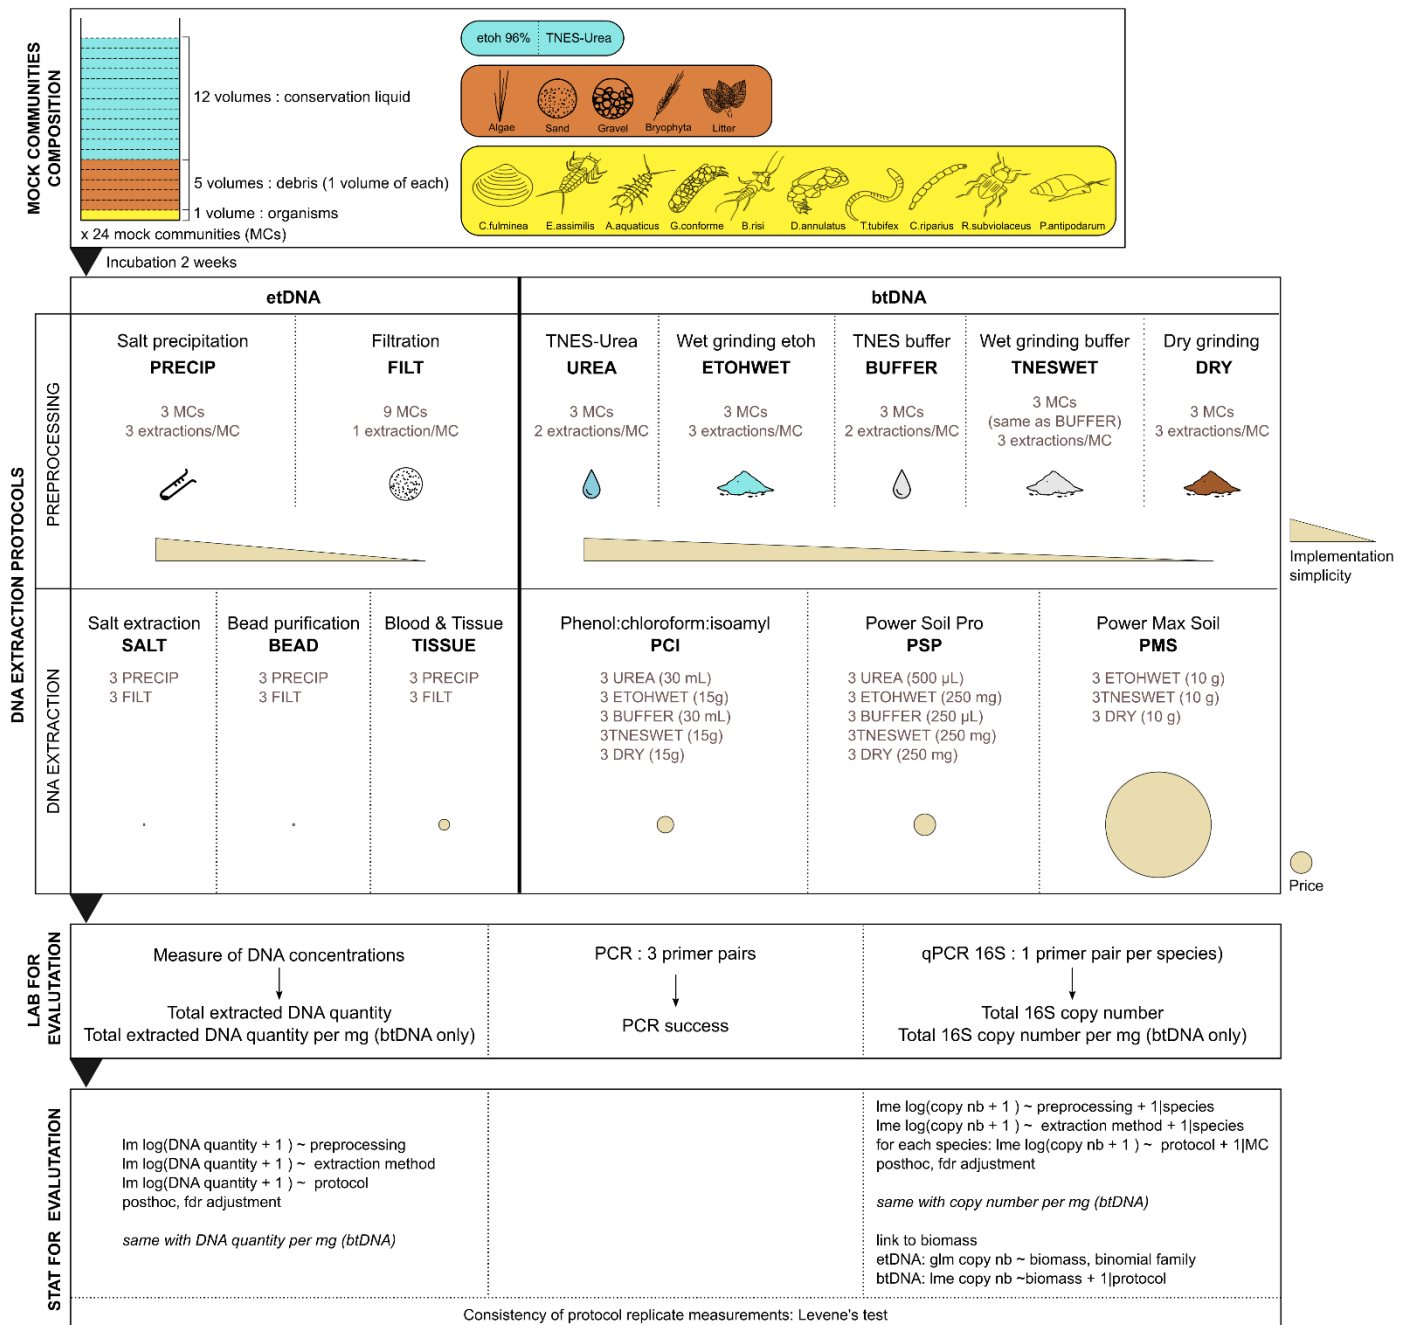 MOCK COMMUNITIES
COMPOSITION
12 volumes : conservation liquid
5 volumes : debris (1 volume of each)
1 volume : organisms
x 24 mock communities (MCs)
etoh 96% TNES-Urea
Algae Sand Gravel Bryophyta Litter
C.fulminea E.assimilis A.aquaticus G.conforme B.risi D.annulatus T.tubifex C.riparius R.subviolaceus P.antipodarum
Incubation 2 weeks
DNA EXTRACTION PROTOCOLS
etDNA btDNA
PREPROCESSING
Salt precipitation
PRECIP
3 MCs
3 extractions/MC
Filtration
FILT
9 MCs
1 extraction/MC
TNES-Urea
UREA
3 MCs
2 extractions/MC
Wet grinding etoh
ETOHWET
3 MCs
3 extractions/MC
TNES buffer
BUFFER
3 MCs
2 extractions/MC
Wet grinding buffer
TNESWET
3 MCs
(same as BUFFER)
3 extractions/MC
Dry grinding
DRY
3 MCs
3 extractions/MC
Implementation
simplicity
DNA EXTRACTION
Salt extraction
SALT
3 PRECIP
3 FILT
Bead purification
BEAD
3 PRECIP
3 FILT
Blood & Tissue
TISSUE
3 PRECIP
3 FILT
Phenol:chloroform:isoamyl
PCI
3 UREA (30 mL)
3 ETOHWET (15g)
3 BUFFER (30 mL)
3TNESWET (15g)
3 DRY (15g)
Power Soil Pro
PSP
3 UREA (500 µL)
3 ETOHWET (250 mg)
3 BUFFER (250 µL)
3TNESWET (250 mg)
3 DRY (250 mg)
Power Max Soil
PMS
3 ETOHWET (10 g)
3TNESWET (10 g)
3 DRY (10 g)
Price
LAB FOR
EVALUTATION
Measure of DNA concentrations
Total extracted DNA quantity
Total extracted DNA quantity per mg (btDNA only)
PCR : 3 primer pairs
PCR success
qPCR 16S : 1 primer pair per species)
Total 16S copy number
Total 16S copy number per mg (btDNA only)
STAT FOR EVALUTATION
lm log(DNA quantity + 1 ) ~ preprocessing
lm log(DNA quantity + 1 ) ~ extraction method
lm log(DNA quantity + 1 ) ~ protocol
posthoc, fdr adjustment
same with DNA quantity per mg (btDNA)
lme log(copy nb + 1 ) ~ preprocessing + 1|species
lme log(copy nb + 1 ) ~ extraction method + 1|species
for each species: lme log(copy nb + 1 ) ~ protocol + 1|MC
posthoc, fdr adjustment
same with copy number per mg (btDNA)
link to biomass
etDNA: glm copy nb ~ biomass, binomial family
btDNA: lme copy nb ~biomass + 1|protocol
Consistency of protocol replicate measurements: Levene's test